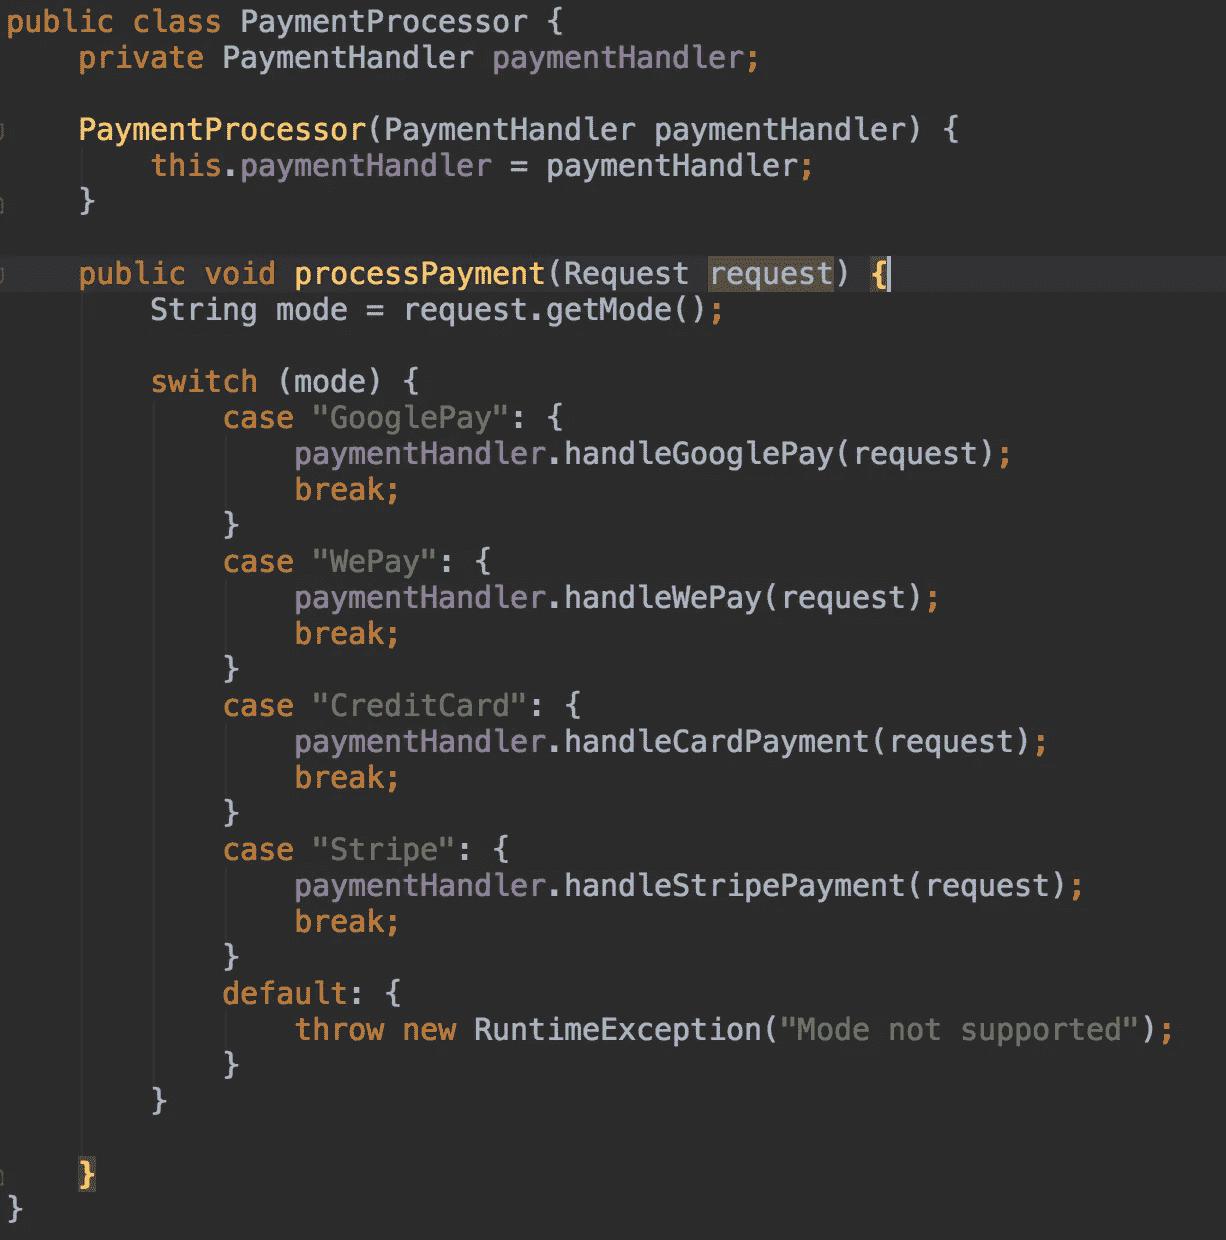 public class PaymentProcessor {
    private PaymentHandler paymentHandler;

    PaymentProcessor(PaymentHandler paymentHandler) {
        this.paymentHandler = paymentHandler;
    }

    public void processPayment(Request request) {
        String mode = request.getMode();

        switch (mode) {
            case "GooglePay": {
                paymentHandler.handleGooglePay(request);
                break;
            }
            case "WePay": {
                paymentHandler.handleWePay(request);
                break;
            }
            case "CreditCard": {
                paymentHandler.handleCardPayment(request);
                break;
            }
            case "Stripe": {
                paymentHandler.handleStripePayment(request);
                break;
            }
            default: {
                throw new RuntimeException("Mode not supported");
            }
        }

    }
}